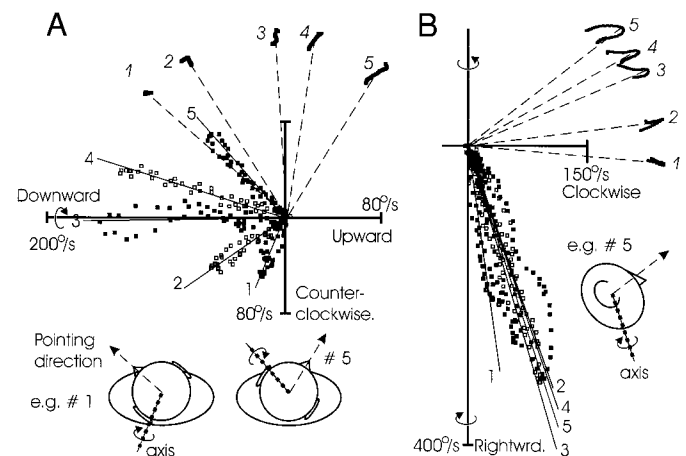 A
1
2
3
4
5
5
4
Downward
3
200°/s
80°/s
Upward
2
1
80°/s
Counter-
clockwise.
Pointing
direction
e.g. # 1
axis
# 5
B
5
4
3
2
1
150°/s
Clockwise
e.g. # 5
axis
1
2
4
5
3
400°/s
Rightwrd.